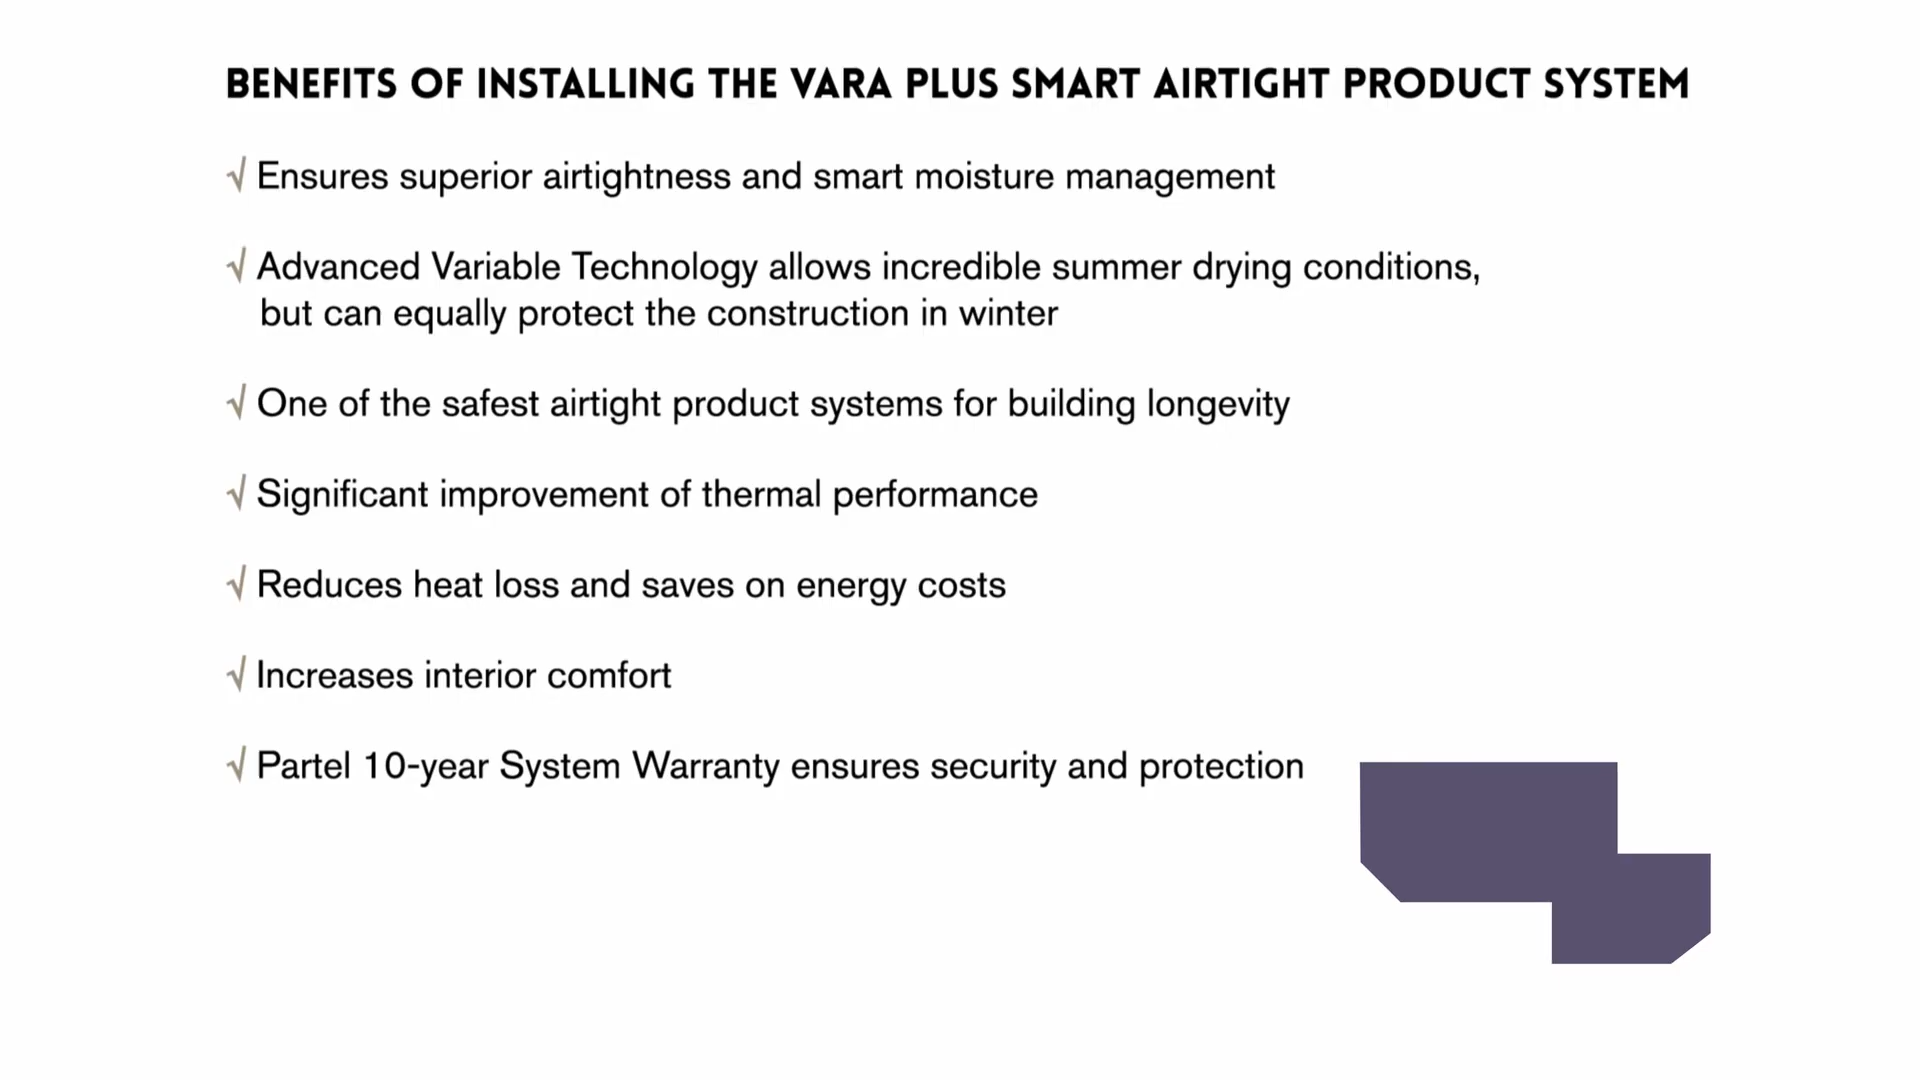 BENEFITS OF INSTALLING THE VARA PLUS SMART AIRTIGHT PRODUCT SYSTEM
√ Ensures superior airtightness and smart moisture management
√ Advanced Variable Technology allows incredible summer drying conditions,
but can equally protect the construction in winter
√ One of the safest airtight product systems for building longevity
√ Significant improvement of thermal performance
√ Reduces heat loss and saves on energy costs
√ Increases interior comfort
√ Partel 10-year System Warranty ensures security and protection